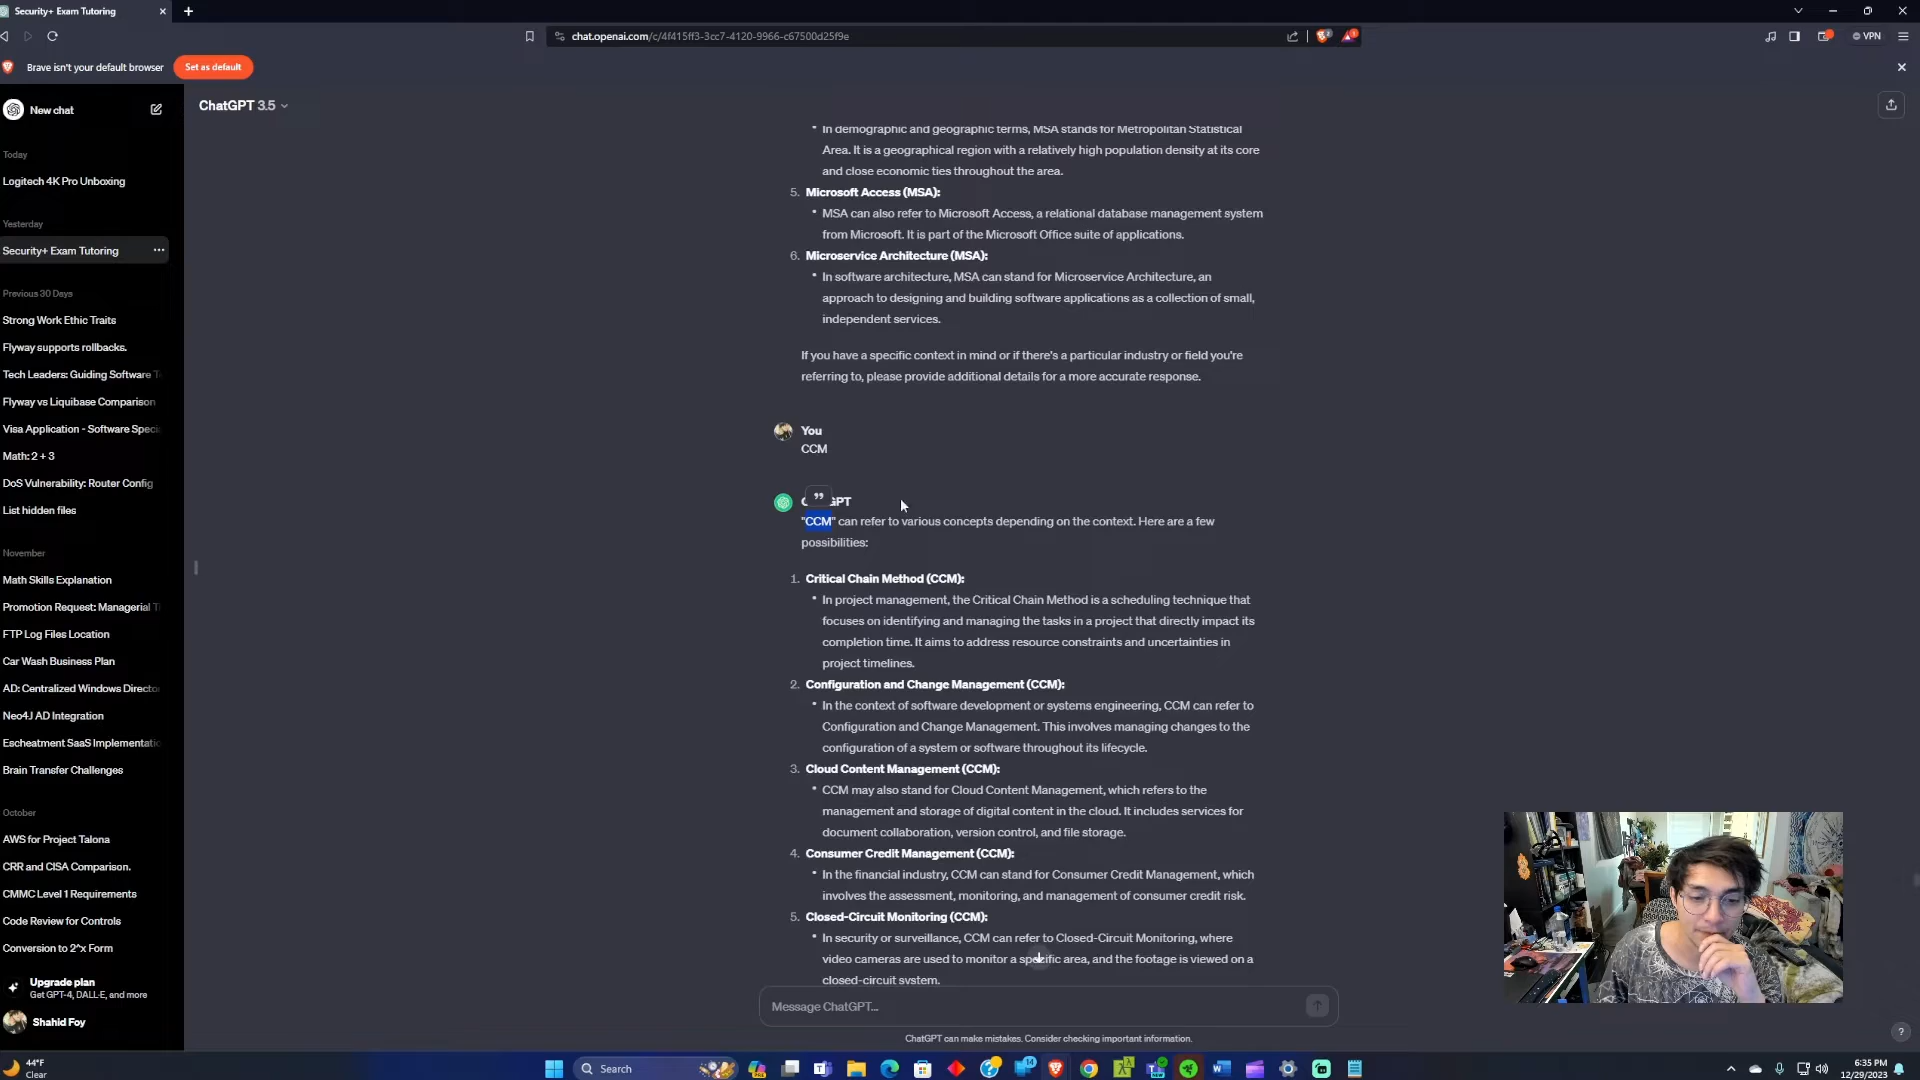 Security+ Exam Tutoring
chat.openai.com/c/4f415ff3-3cc7-4120-9966-c67500d25f9e
VPN
Brave isn't your default browser
Set as default
New chat
Today
Logitech 4K Pro Unboxing
Yesterday
Security+ Exam Tutoring
Previous 30 Days
Strong Work Ethic Traits
Flyway supports rollbacks.
Tech Leaders: Guiding Software T
Flyway vs Liquibase Comparison
Visa Application - Software Speci
Math: 2 + 3
DoS Vulnerability: Router Config
List hidden files
November
Math Skills Explanation
Promotion Request: Managerial T
FTP Log Files Location
Car Wash Business Plan
AD: Centralized Windows Directo
Neo4J AD Integration
Escheatment SaaS Implementatio
Brain Transfer Challenges
October
AWS for Project Talona
CRR and CISA Comparison.
CMMC Level 1 Requirements
Code Review for Controls
Conversion to 2^x Form
Upgrade plan
Get GPT-4, DALL·E, and more
Shahid Foy
ChatGPT 3.5
• In demographic and geographic terms, MSA stands for Metropolitan Statistical
Area. It is a geographical region with a relatively high population density at its core
and close economic ties throughout the area.
5. Microsoft Access (MSA):
• MSA can also refer to Microsoft Access, a relational database management system
from Microsoft. It is part of the Microsoft Office suite of applications.
6. Microservice Architecture (MSA):
• In software architecture, MSA can stand for Microservice Architecture, an
approach to designing and building software applications as a collection of small,
independent services.
If you have a specific context in mind or if there's a particular industry or field you're
referring to, please provide additional details for a more accurate response.
You
CCM
"CCM" can refer to various concepts depending on the context. Here are a few
possibilities:
1. Critical Chain Method (CCM):
• In project management, the Critical Chain Method is a scheduling technique that
focuses on identifying and managing the tasks in a project that directly impact its
completion time. It aims to address resource constraints and uncertainties in
project timelines.
2. Configuration and Change Management (CCM):
• In the context of software development or systems engineering, CCM can refer to
Configuration and Change Management. This involves managing changes to the
configuration of a system or software throughout its lifecycle.
3. Cloud Content Management (CCM):
• CCM may also stand for Cloud Content Management, which refers to the
management and storage of digital content in the cloud. It includes services for
document collaboration, version control, and file storage.
4. Consumer Credit Management (CCM):
• In the financial industry, CCM can stand for Consumer Credit Management, which
involves the assessment, monitoring, and management of consumer credit risk.
5. Closed-Circuit Monitoring (CCM):
• In security or surveillance, CCM can refer to Closed-Circuit Monitoring, where
video cameras are used to monitor a specific area, and the footage is viewed on a
closed-circuit system.
Message ChatGPT...
ChatGPT can make mistakes. Consider checking important information.
?
44°F
Clear
Search
6:35 PM
12/29/2023